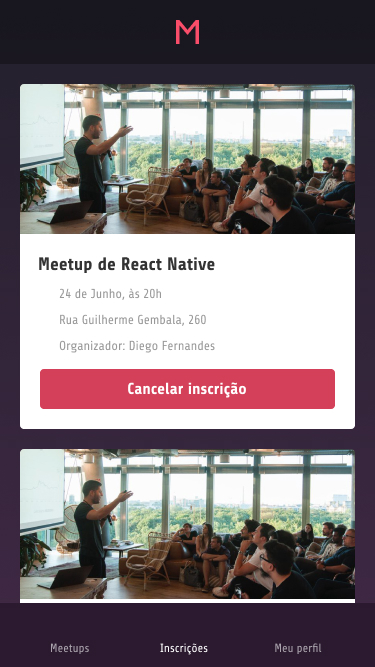 M
Meetup de React Native
24 de Junho, às 20h
Rua Guilherme Gembala, 260
Organizador: Diego Fernandes
Cancelar inscrição
Meetups Inscrições Meu perfil